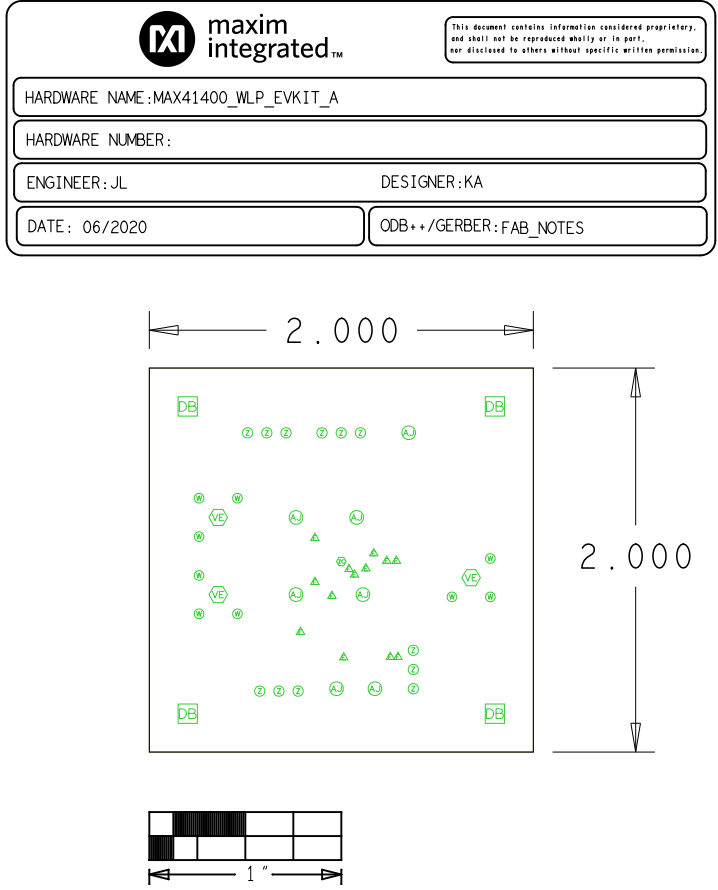 maxim
integrated™
This document contains information considered proprietary,
and shall not be reproduced wholly or in part,
nor disclosed to others without specific written permission.
HARDWARE NAME:MAX41400_WLP_EVKIT_A
HARDWARE NUMBER:
ENGINEER:JL DESIGNER:KA
DATE: 06/2020 ODB++/GERBER:FAB_NOTES
2.000
DB DB
Z Z Z Z Z Z AJ
W W
VE AJ AJ
W
2.000
W
W
VE
VE AJ AJ
W W
W W
Z
Z
Z Z Z AJ AJ Z
DB DB
1"